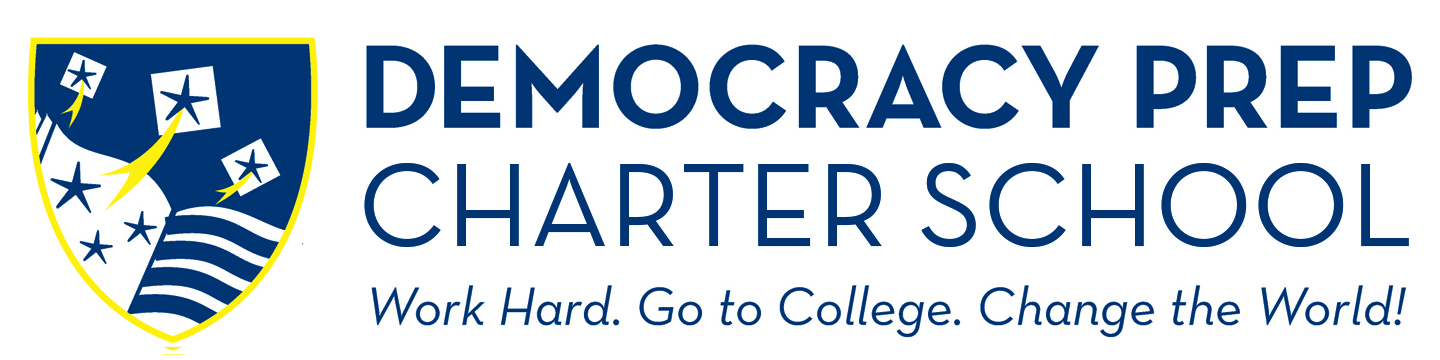 DEMOCRACY PREP
CHARTER SCHOOL
Work Hard. Go to College. Change the World!